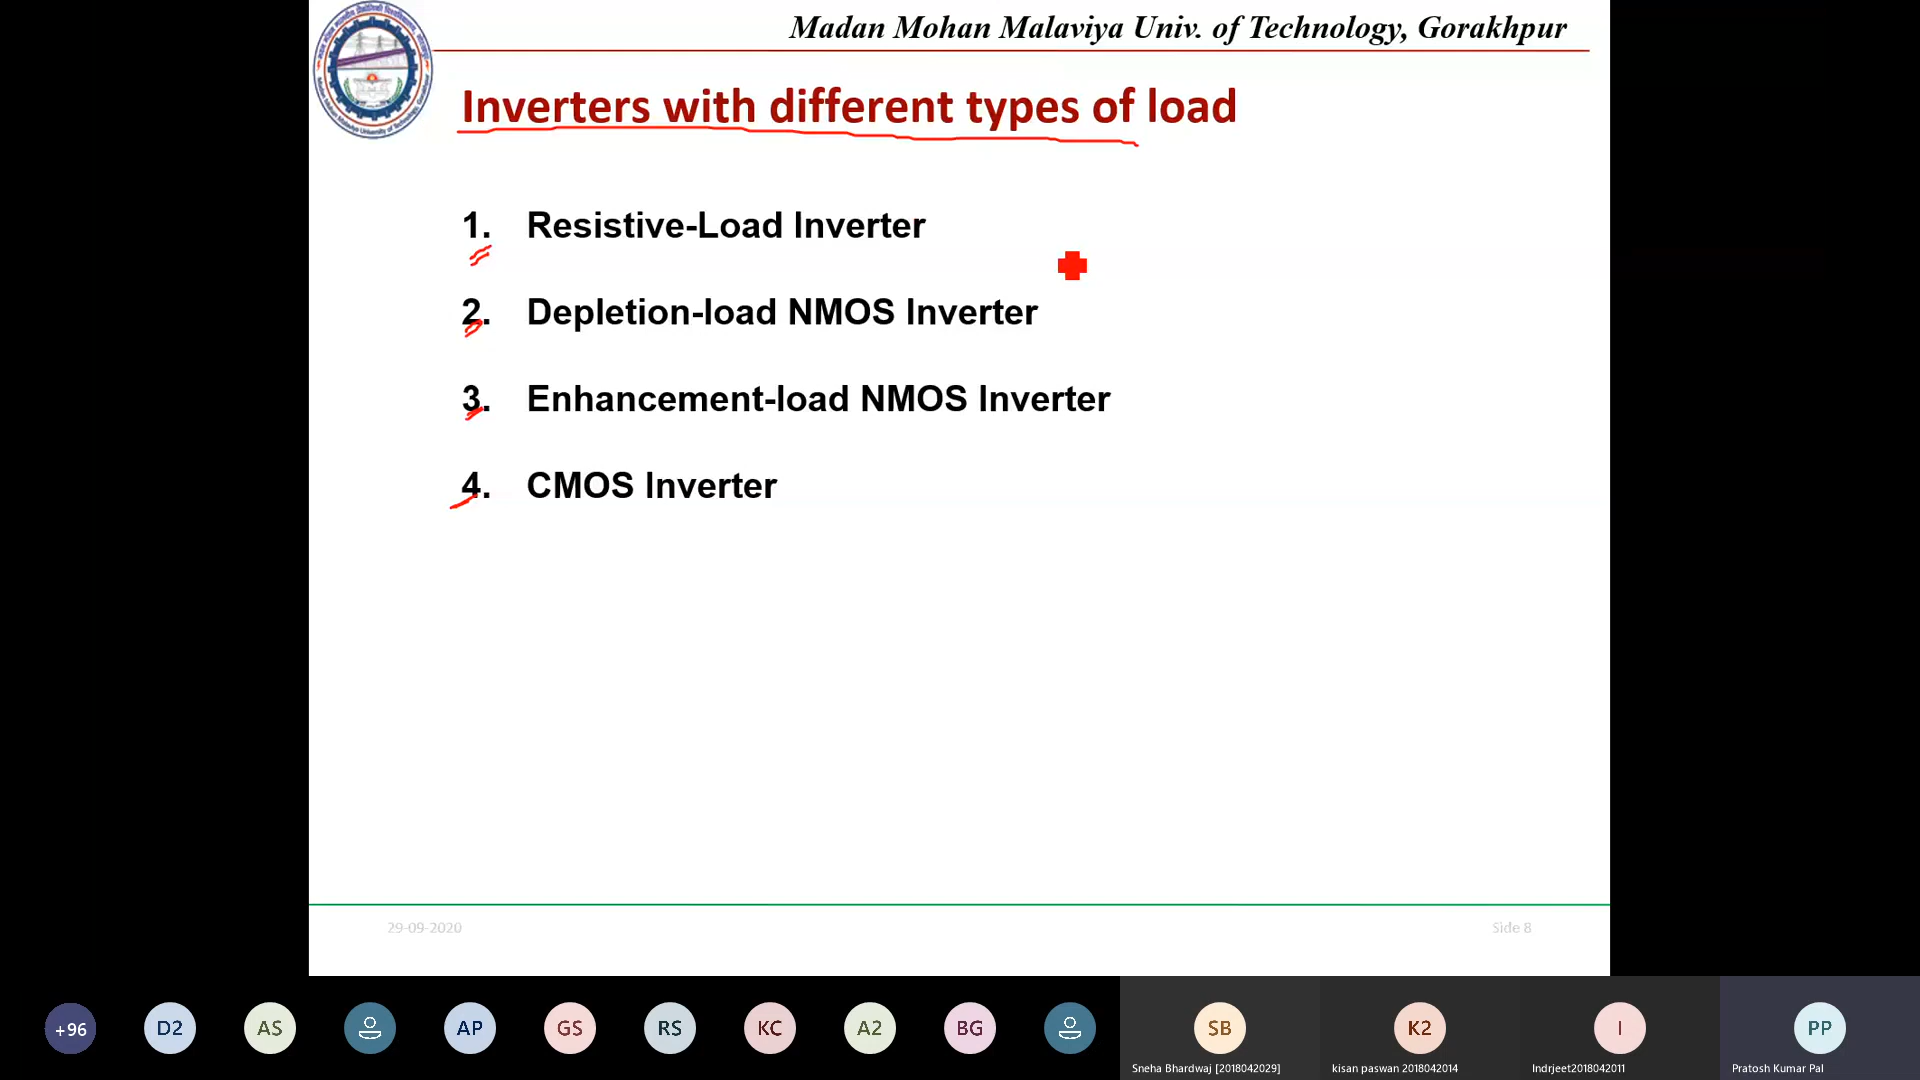 Madan Mohan Malaviya Univ. of Technology, Gorakhpur
Inverters with different types of load
1. Resistive-Load Inverter
2. Depletion-load NMOS Inverter
3. Enhancement-load NMOS Inverter
4. CMOS Inverter
29-09-2020
Side 8
+96
D2
AS
AP
GS
RS
KC
A2
BG
SB
K2
I
PP
Sneha Bhardwaj [2018042029]
kisan paswan 2018042014
Indrjeet2018042011
Pratosh Kumar Pal